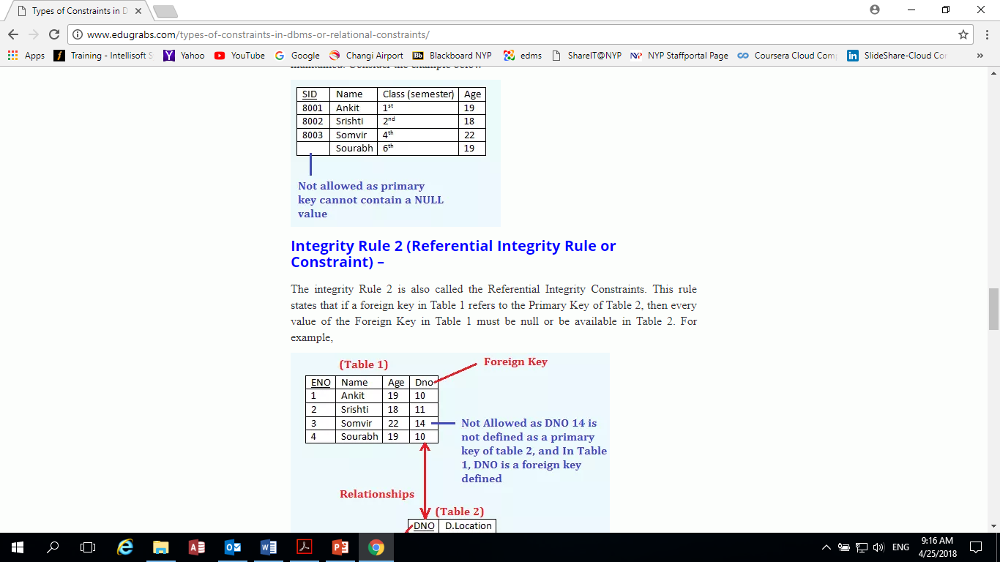 Types of Constraints in D
www.edugrabs.com/types-of-constraints-in-dbms-or-relational-constraints/
Apps Training - Intellisoft S Yahoo YouTube Google Changi Airport Bb Blackboard NYP edms ShareIT@NYP NYP NYP Staffportal Page Coursera Cloud Com in SlideShare-Cloud Con »
maintained. Consider the example below
SID Name Class (semester) Age
8001 Ankit 1st 19
8002 Srishti 2nd 18
8003 Somvir 4th 22
Sourabh 6th 19
Not allowed as primary
key cannot contain a NULL
value
Integrity Rule 2 (Referential Integrity Rule or
Constraint) –
The integrity Rule 2 is also called the Referential Integrity Constraints. This rule
states that if a foreign key in Table 1 refers to the Primary Key of Table 2, then every
value of the Foreign Key in Table 1 must be null or be available in Table 2. For
example,
(Table 1)
Foreign Key
ENO Name Age Dno
1 Ankit 19 10
2 Srishti 18 11
3 Somvir 22 14
4 Sourabh 19 10
Not Allowed as DNO 14 is
not defined as a primary
key of table 2, and In Table
1, DNO is a foreign key
defined
Relationships
(Table 2)
DNO D.Location
ENG
9:16 AM
4/25/2018